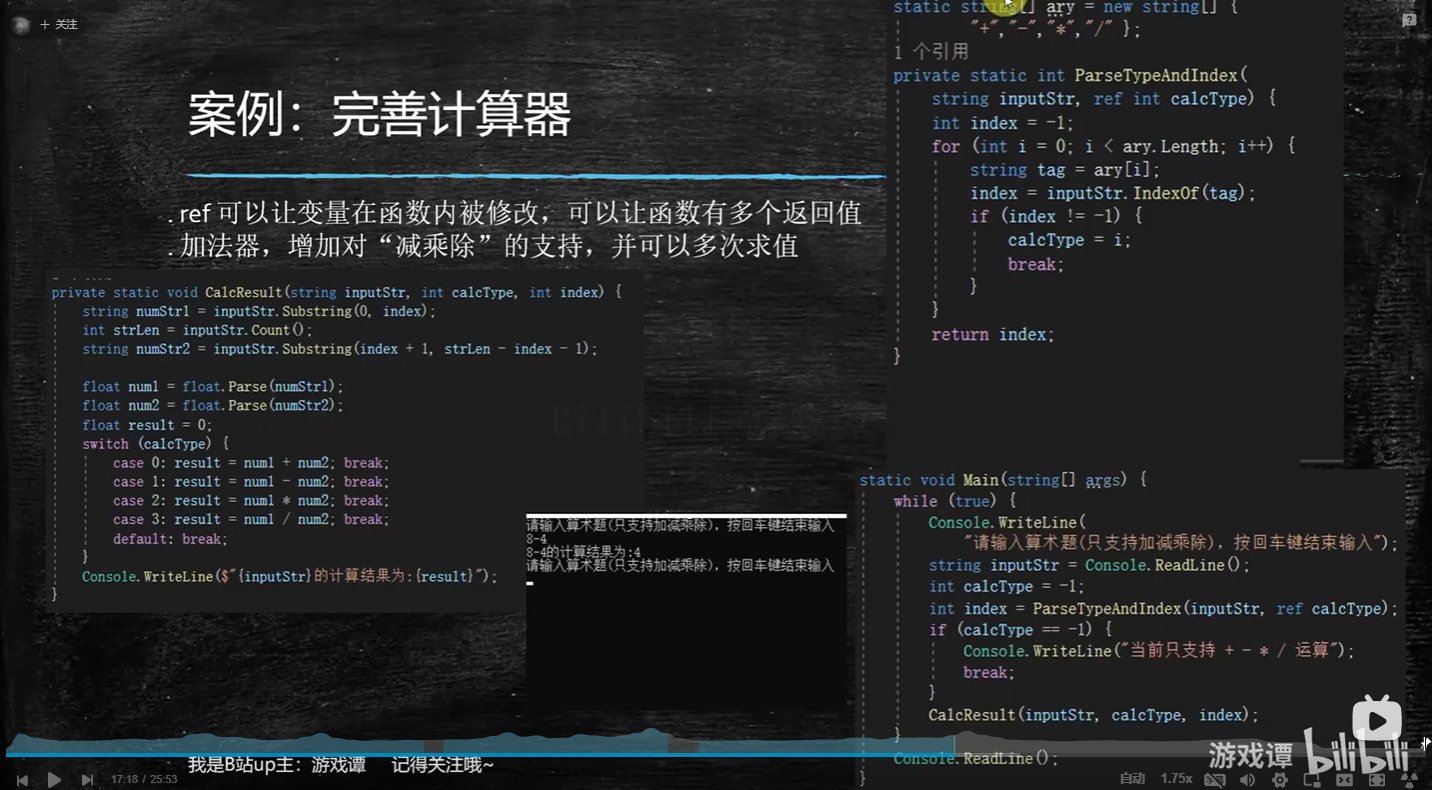 + 关注
案例：完善计算器
. ref 可以让变量在函数内被修改，可以让函数有多个返回值
. 加法器，增加对“减乘除”的支持，并可以多次求值
private static void CalcResult(string inputStr, int calcType, int index) {
string numStr1 = inputStr.Substring(0, index);
int strLen = inputStr.Count();
string numStr2 = inputStr.Substring(index + 1, strLen - index - 1);
float num1 = float.Parse(numStr1);
float num2 = float.Parse(numStr2);
float result = 0;
switch (calcType) {
case 0: result = num1 + num2; break;
case 1: result = num1 - num2; break;
case 2: result = num1 * num2; break;
case 3: result = num1 / num2; break;
default: break;
}
Console.WriteLine($"{inputStr}的计算结果为:{result}");
}
请输入算术题(只支持加减乘除)，按回车键结束输入
8-4
8-4的计算结果为:4
请输入算术题(只支持加减乘除)，按回车键结束输入
static string[] ary = new string[] {
"+","-","*","/" };
1 个引用
private static int ParseTypeAndIndex(
string inputStr, ref int calcType) {
int index = -1;
for (int i = 0; i < ary.Length; i++) {
string tag = ary[i];
index = inputStr.IndexOf(tag);
if (index != -1) {
calcType = i;
break;
}
}
return index;
}
static void Main(string[] args) {
while (true) {
Console.WriteLine(
"请输入算术题(只支持加减乘除)，按回车键结束输入");
string inputStr = Console.ReadLine();
int calcType = -1;
int index = ParseTypeAndIndex(inputStr, ref calcType);
if (calcType == -1) {
Console.WriteLine("当前只支持 + - * / 运算");
break;
}
CalcResult(inputStr, calcType, index);
}
Console.ReadLine();
}
我是B站up主：游戏谭 记得关注哦~
游戏谭 bilibili
17:18 / 25:53
自动 1.75x